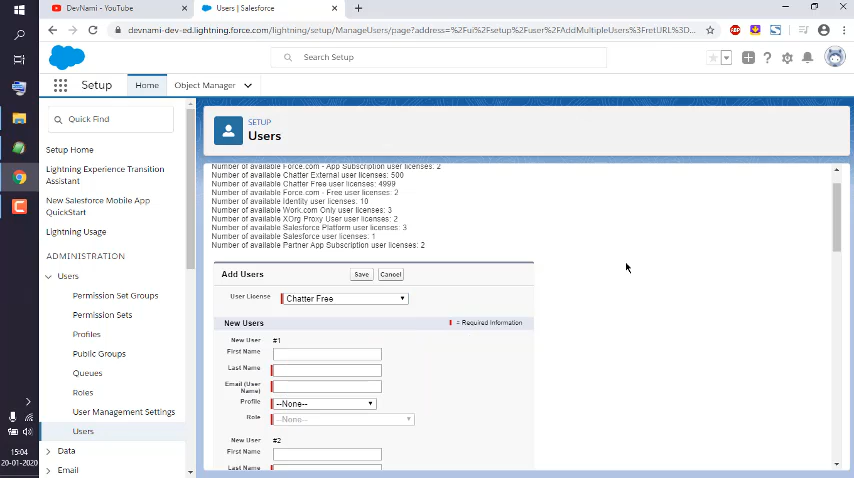 DevNami - YouTube
Users | Salesforce
devnami-dev-ed.lightning.force.com/lightning/setup/ManageUsers/page?address=%2Fui%2Fsetup%2Fuser%2FAddMultipleUsers%3FretURL%3D...
ABP
Search Setup
Setup
Home
Object Manager
Quick Find
Setup Home
Lightning Experience Transition
Assistant
New Salesforce Mobile App
QuickStart
Lightning Usage
ADMINISTRATION
Users
Permission Set Groups
Permission Sets
Profiles
Public Groups
Queues
Roles
User Management Settings
Users
Data
Email
SETUP
Users
Number of available Force.com - App Subscription user licenses: 2
Number of available Chatter External user licenses: 500
Number of available Chatter Free user licenses: 4999
Number of available Force.com - Free user licenses: 2
Number of available Identity user licenses: 10
Number of available Work.com Only user licenses: 3
Number of available XOrg Proxy User user licenses: 2
Number of available Salesforce Platform user licenses: 3
Number of available Salesforce user licenses: 1
Number of available Partner App Subscription user licenses: 2
Add Users
Save
Cancel
User License
Chatter Free
New Users
= Required Information
New User
#1
First Name
Last Name
Email (User
Name)
Profile
--None--
Role
--None--
New User
#2
First Name
Last Name
15:04
20-01-2020